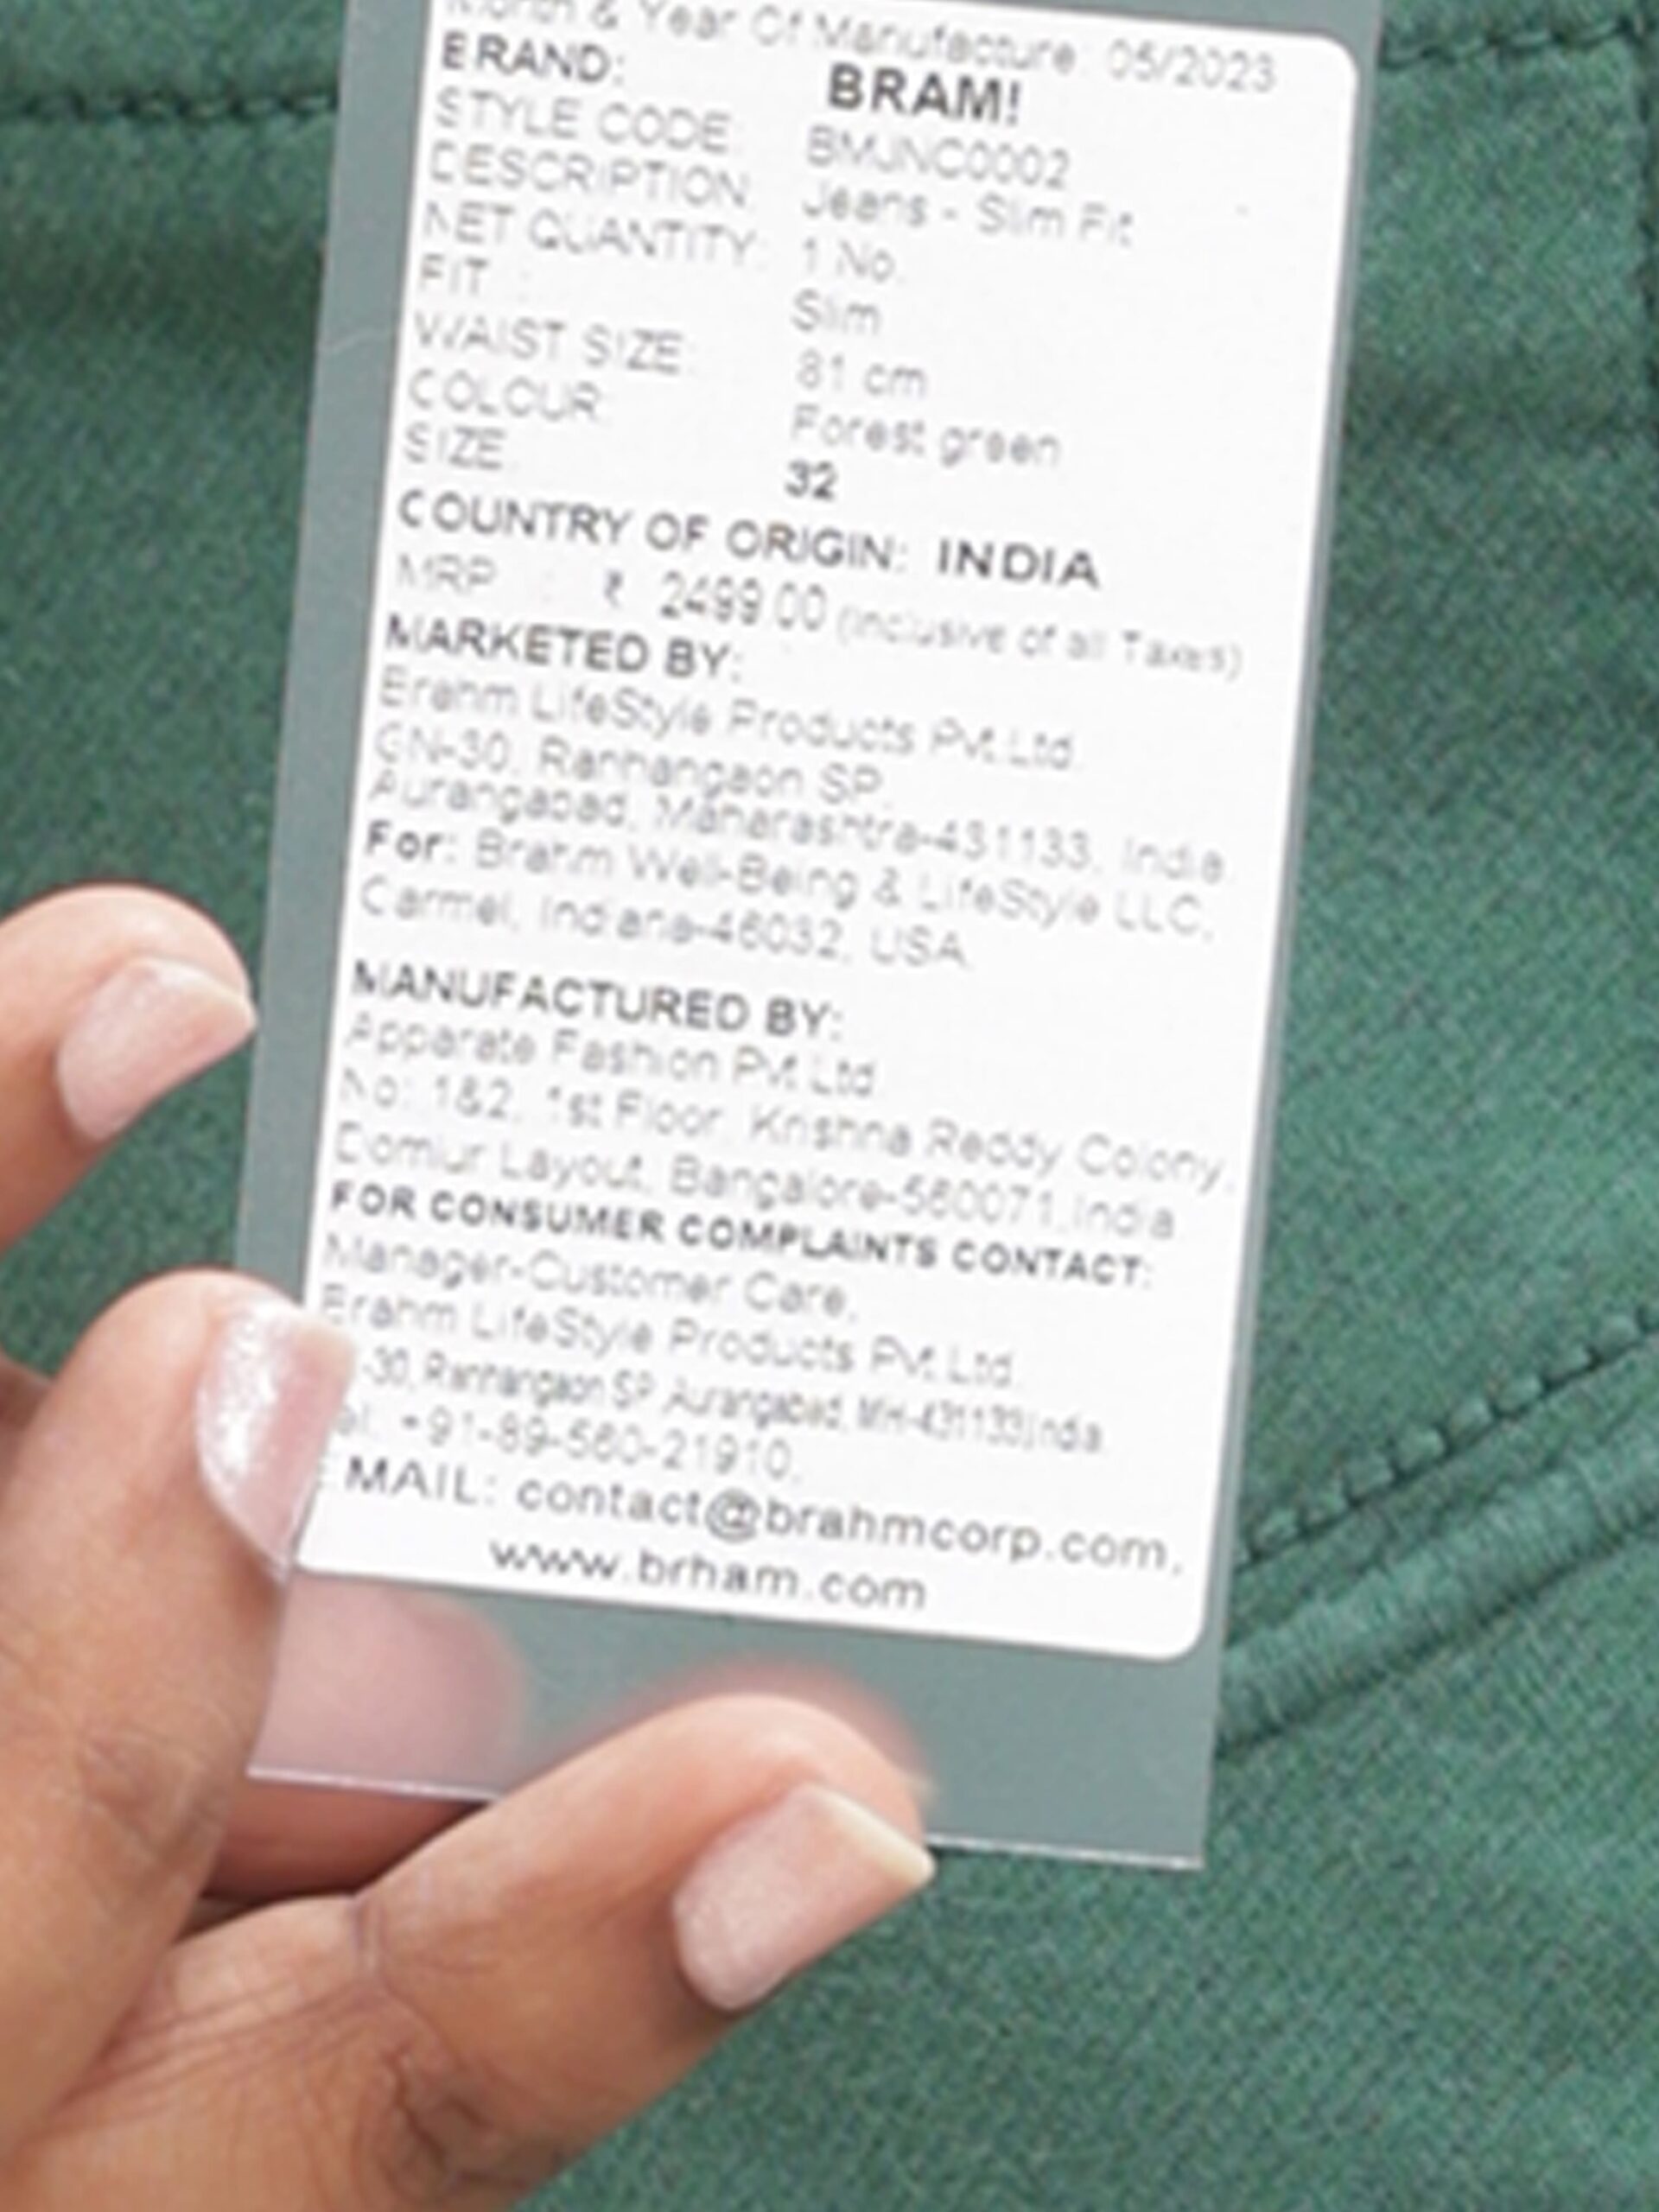 Month & Year Of Manufacture: 05/2023
BRAND: BRAM!
STYLE CODE: BMJNC0002
DESCRIPTION: Jeans - Slim Fit
NET QUANTITY: 1 No.
FIT : Slim
WAIST SIZE: 81 cm
COLOUR: Forest green
SIZE: 32
COUNTRY OF ORIGIN: INDIA
MRP : ₹ 2499.00 (Inclusive of all Taxes)
MARKETED BY:
Brahm LifeStyle Products Pvt.Ltd.
GN-30, Ranhangaon SP,
Aurangabad, Maharashtra-431133, India.
For: Brahm Well-Being & LifeStyle LLC,
Carmel, Indiana-46032, USA.
MANUFACTURED BY:
Apparate Fashion Pvt.Ltd.
No: 1&2, 1st Floor, Krishna Reddy Colony,
Domlur Layout, Bangalore-560071,India
FOR CONSUMER COMPLAINTS CONTACT:
Manager-Customer Care,
Brahm LifeStyle Products Pvt.Ltd.
-30, Ranhangaon SP, Aurangabad, MH-431133,India
el: +91-89-560-21910,
EMAIL: contact@brahmcorp.com,
www.brham.com